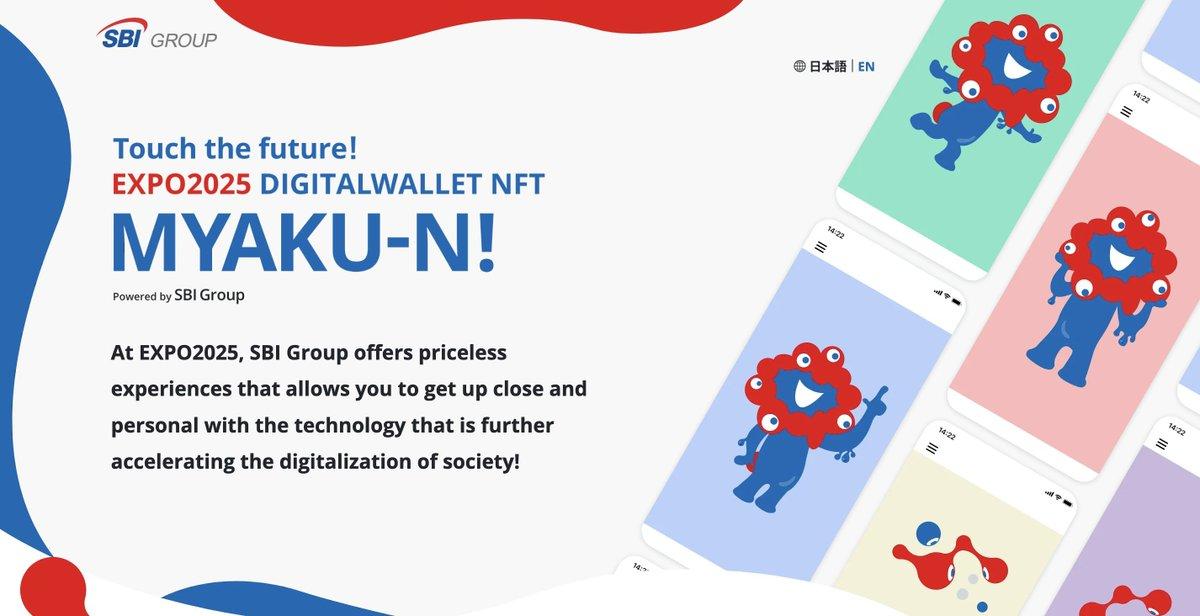 SBI GROUP
日本語 | EN
Touch the future!
EXPO2025 DIGITALWALLET NFT
MYAKU-N!
Powered by SBI Group
At EXPO2025, SBI Group offers priceless
experiences that allows you to get up close and
personal with the technology that is further
accelerating the digitalization of society!
14:22
14:22
14:22
14:22